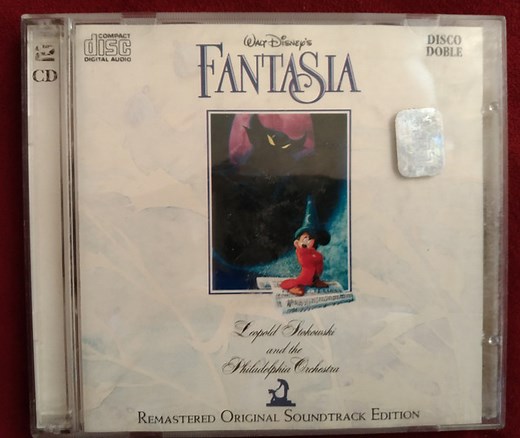 COMPACT
disc
DIGITAL AUDIO
WALT DISNEY'S
FANTASIA
DISCO
DOBLE
CD
Leopold Stokowski
and the
Philadelphia Orchestra
REMASTERED ORIGINAL SOUNDTRACK EDITION